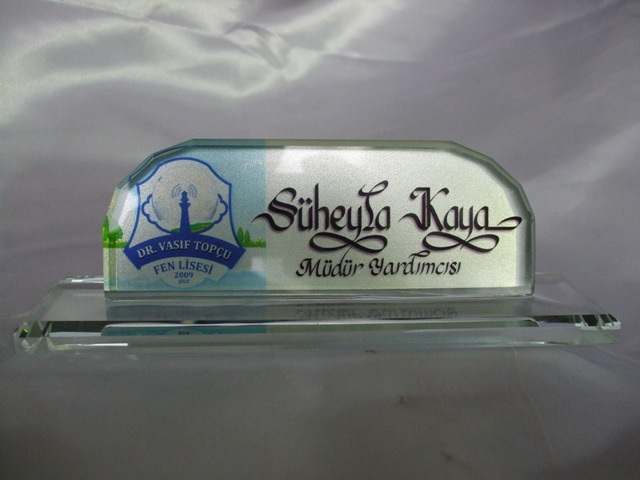 DR. VASIF TOPÇU
FEN LİSESİ
2009
Süheyla Kaya
Müdür Yardımcısı